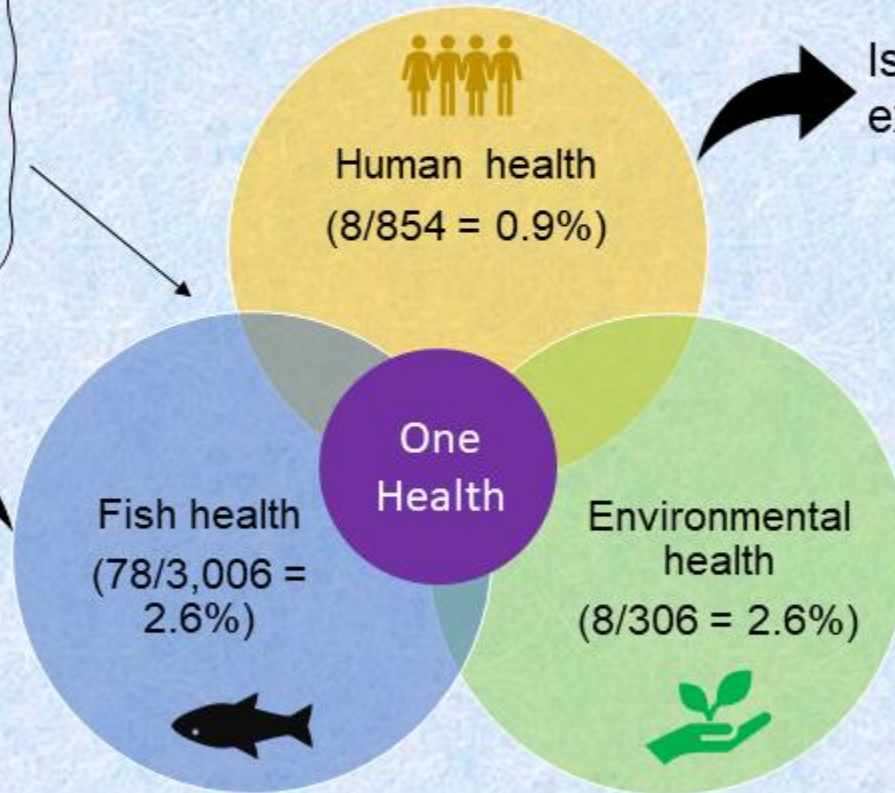 Human health
(8/854 = 0.9%)
One
Health
Fish health
(78/3,006 =
2.6%)
Environmental
health
(8/306 = 2.6%)